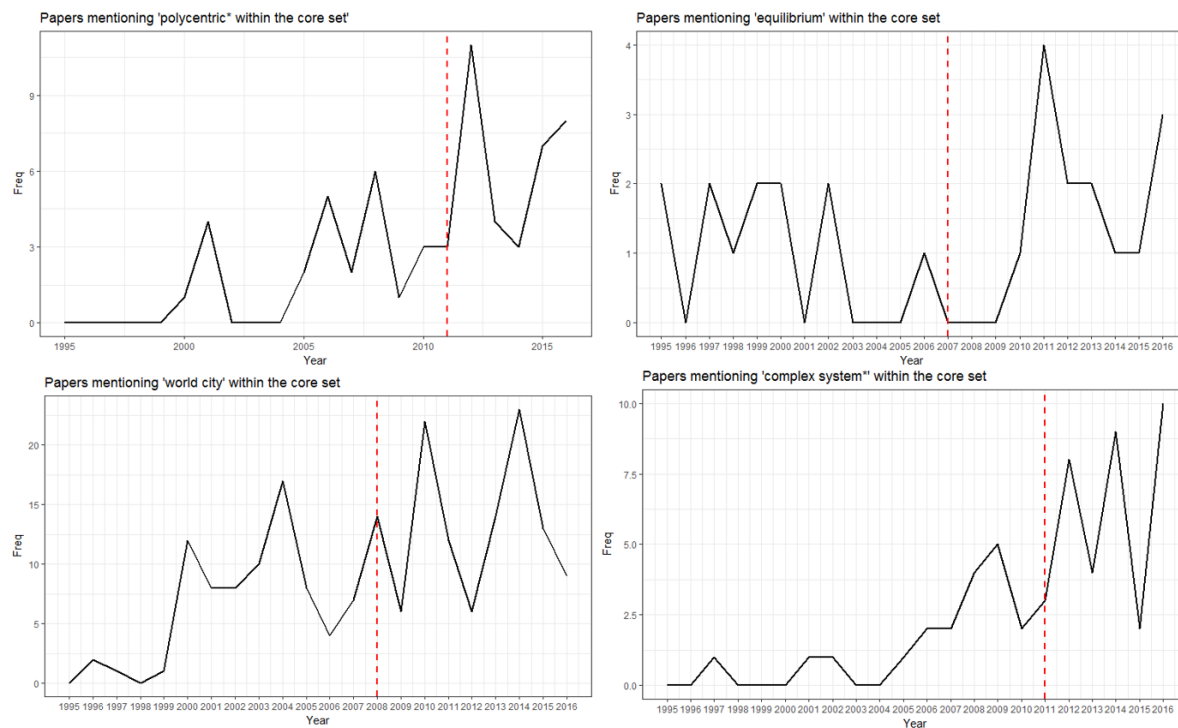 Papers mentioning 'polycentric* within the core set'
Freq
9
6
3
0
1995 2000 2005 2010 2015
Year
Papers mentioning 'equilibrium' within the core set
Freq
4
3
2
1
0
1995 1996 1997 1998 1999 2000 2001 2002 2003 2004 2005 2006 2007 2008 2009 2010 2011 2012 2013 2014 2015 2016
Year
Papers mentioning 'world city' within the core set
Freq
20
15
10
5
0
1995 1996 1997 1998 1999 2000 2001 2002 2003 2004 2005 2006 2007 2008 2009 2010 2011 2012 2013 2014 2015 2016
Year
Papers mentioning 'complex system*' within the core set
Freq
10.0
7.5
5.0
2.5
0.0
1995 1996 1997 1998 1999 2000 2001 2002 2003 2004 2005 2006 2007 2008 2009 2010 2011 2012 2013 2014 2015 2016
Year